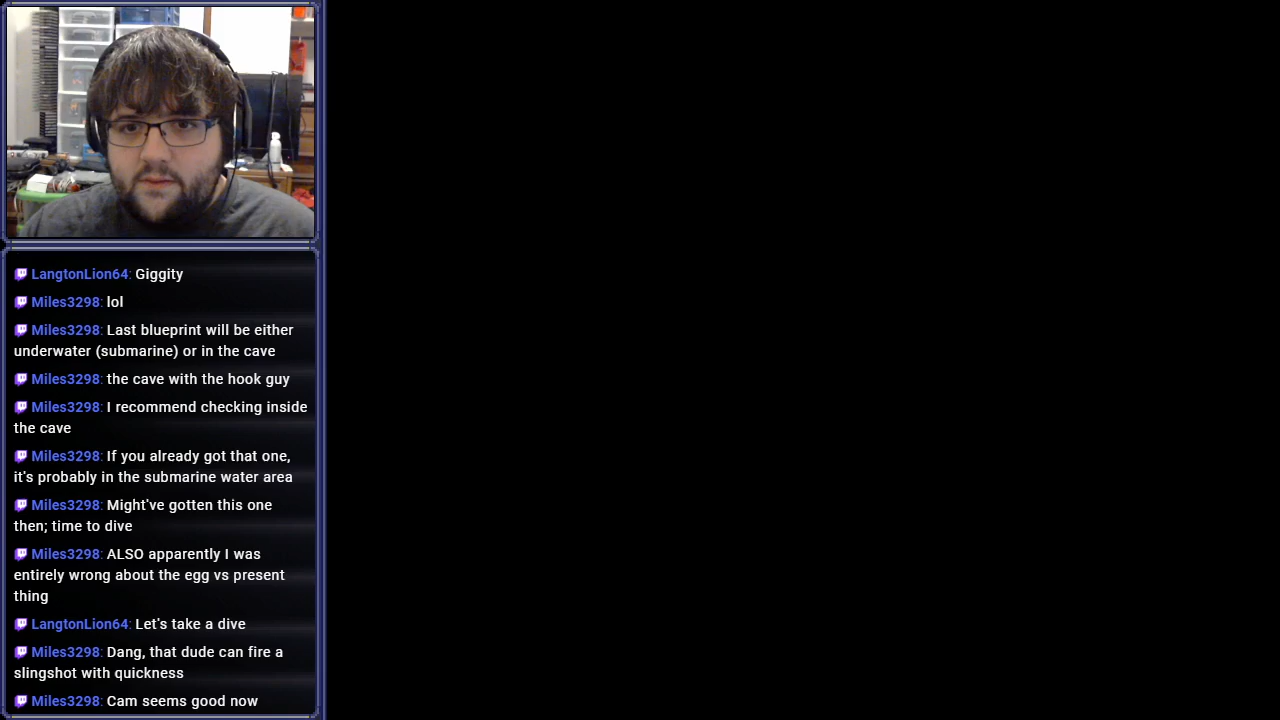 LangtonLion64: Giggity
Miles3298: lol
Miles3298: Last blueprint will be either
underwater (submarine) or in the cave
Miles3298: the cave with the hook guy
Miles3298: I recommend checking inside
the cave
Miles3298: If you already got that one,
it's probably in the submarine water area
Miles3298: Might've gotten this one
then; time to dive
Miles3298: ALSO apparently I was
entirely wrong about the egg vs present
thing
LangtonLion64: Let's take a dive
Miles3298: Dang, that dude can fire a
slingshot with quickness
Miles3298: Cam seems good now